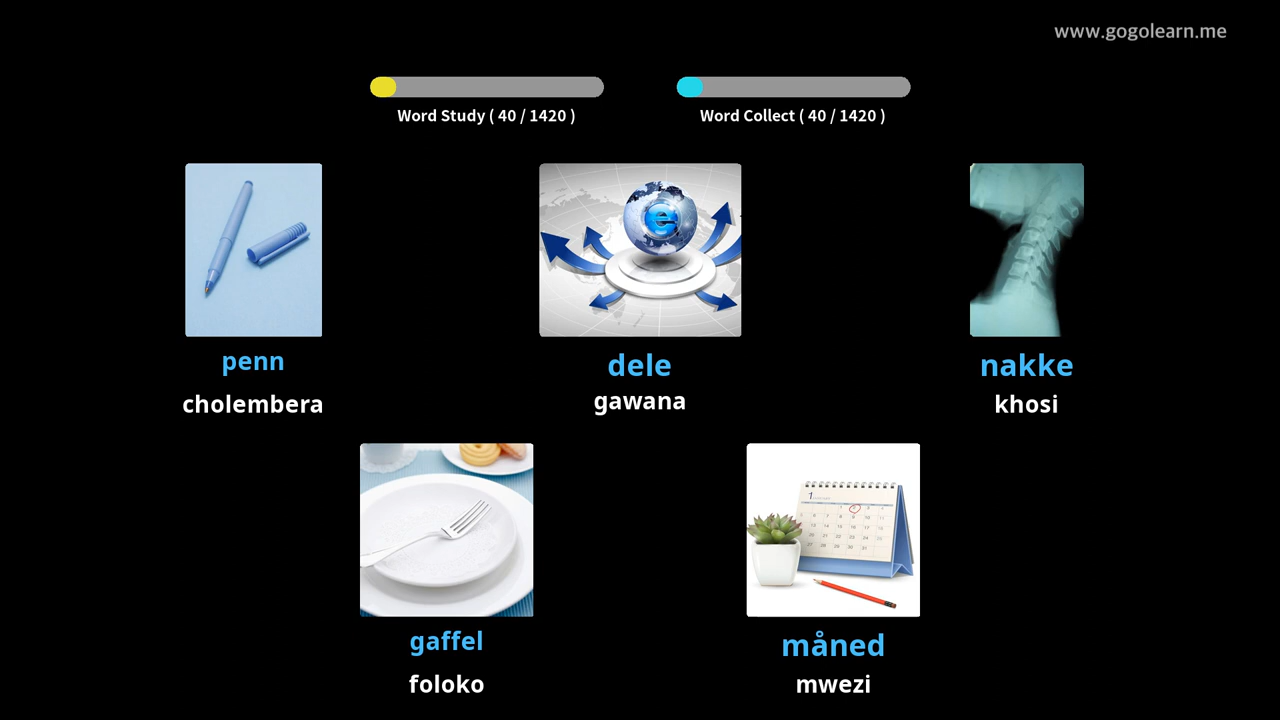 www.gogolearn.me
Word Study ( 40 / 1420 )
Word Collect ( 40 / 1420 )
penn
cholembera
dele
gawana
nakke
khosi
gaffel
foloko
måned
mwezi